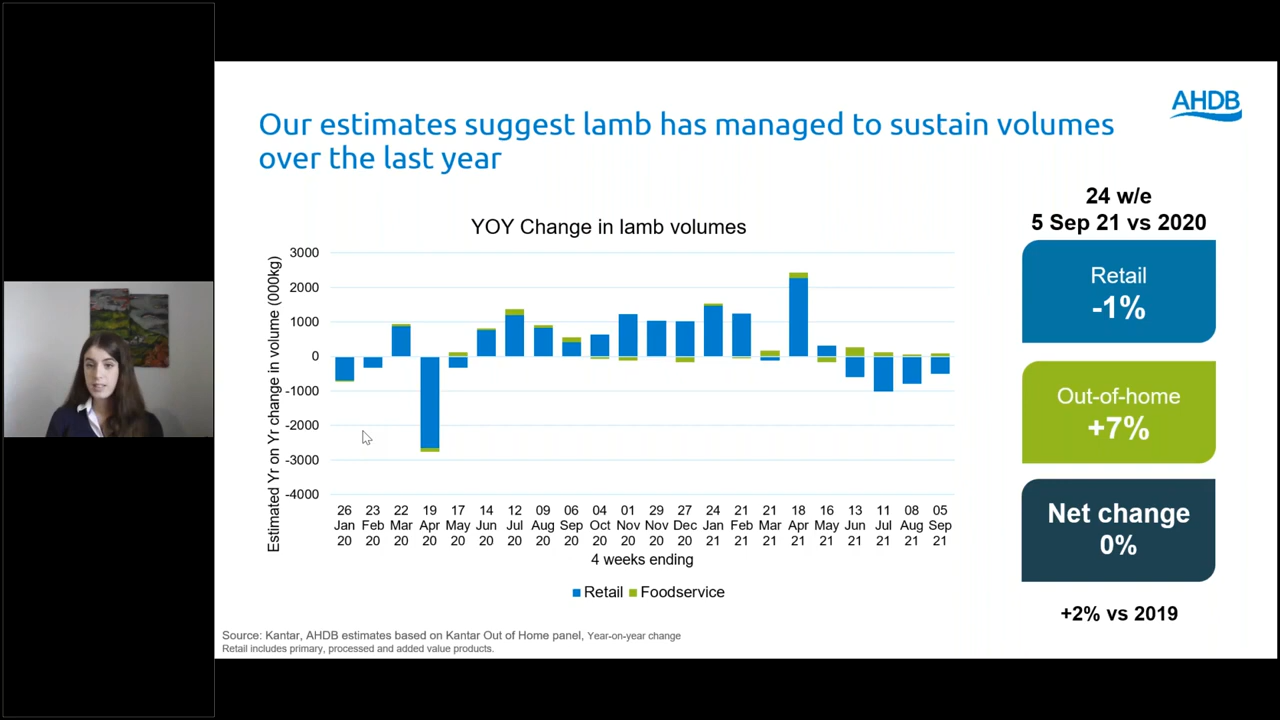 AHDB
Our estimates suggest lamb has managed to sustain volumes
over the last year
24 w/e
5 Sep 21 vs 2020
YOY Change in lamb volumes
Estimated Yr on Yr change in volume (000kg)
3000
2000
1000
0
-1000
-2000
-3000
-4000
26 23 22 19 17 14 12 09 06 04 01 29 27 24 21 21 18 16 13 11 08 05
Jan Feb Mar Apr May Jun Jul Aug Sep Oct Nov Nov Dec Jan Feb Mar Apr May Jun Jul Aug Sep
20 20 20 20 20 20 20 20 20 20 20 20 20 21 21 21 21 21 21 21 21 21
4 weeks ending
Retail Foodservice
Retail
-1%
Out-of-home
+7%
Net change
0%
+2% vs 2019
Source: Kantar, AHDB estimates based on Kantar Out of Home panel, Year-on-year change
Retail includes primary, processed and added value products.